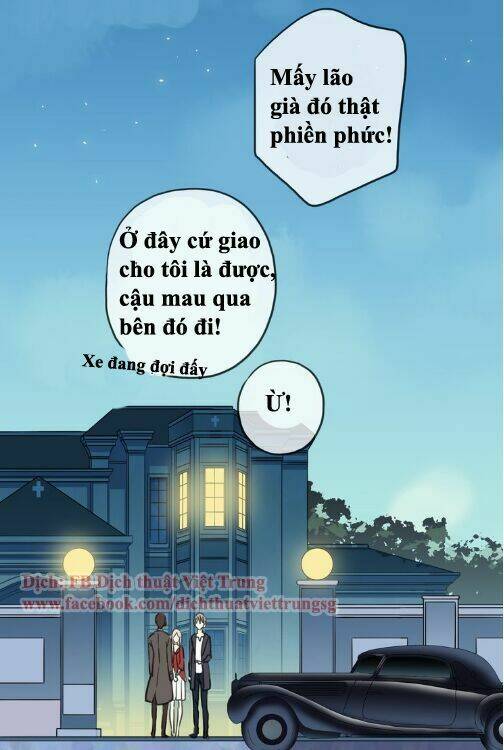 Mấy lão
già đó thật
phiền phức!
Ở đây cứ giao
cho tôi là được,
cậu mau qua
bên đó đi!
Xe đang đợi đấy
Ừ!
Dịch: FB Dịch thuật Việt Trung
www.facebook.com/dichthuatviettrungsg